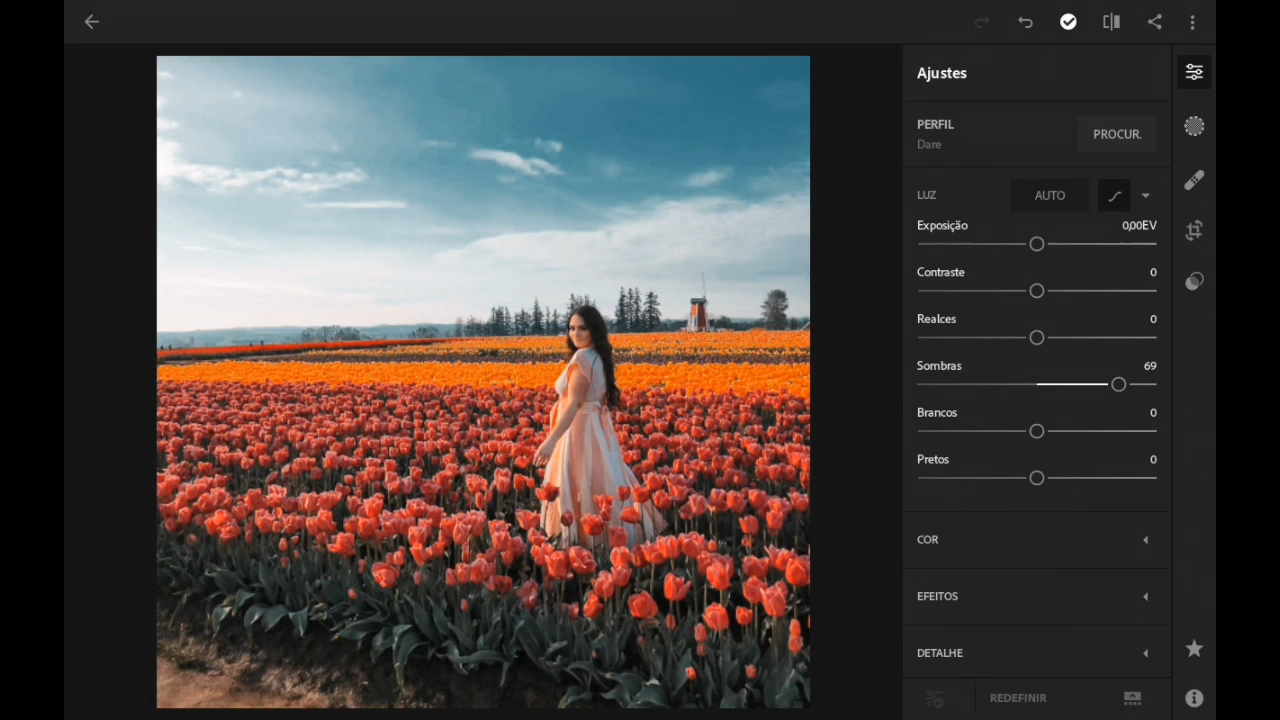 Ajustes
PERFIL
Dare
PROCUR.
LUZ
AUTO
Exposição 0,00EV
Contraste 0
Realces 0
Sombras 69
Brancos 0
Pretos 0
COR
EFEITOS
DETALHE
REDEFINIR